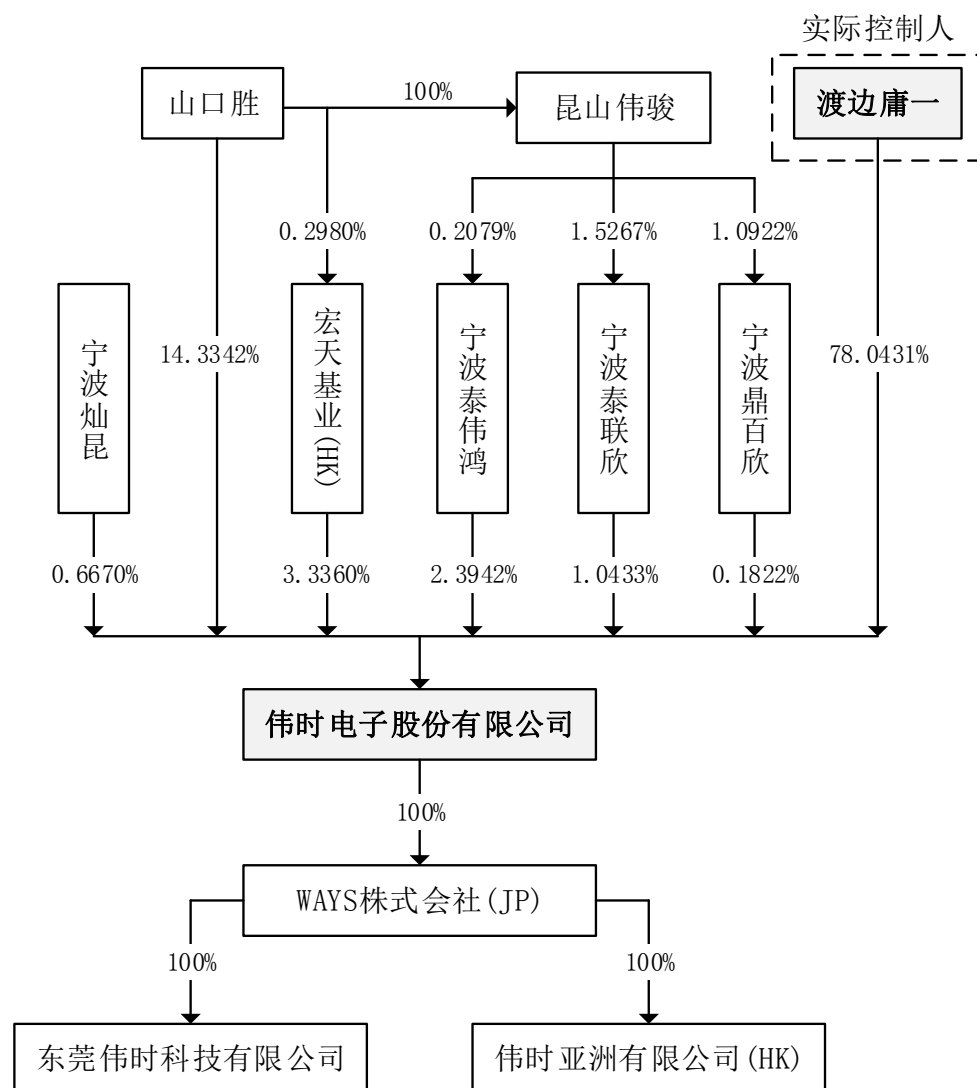 实际控制人
山口胜
100%
昆山伟骏
渡边庸一
0.2980%
0.2079%
1.5267%
1.0922%
宁波灿昆
14.3342%
宏天基业(HK)
宁波泰伟鸿
宁波泰联欣
宁波鼎百欣
78.0431%
0.6670%
3.3360%
2.3942%
1.0433%
0.1822%
伟时电子股份有限公司
100%
WAYS株式会社(JP)
100%
100%
东莞伟时科技有限公司
伟时亚洲有限公司(HK)